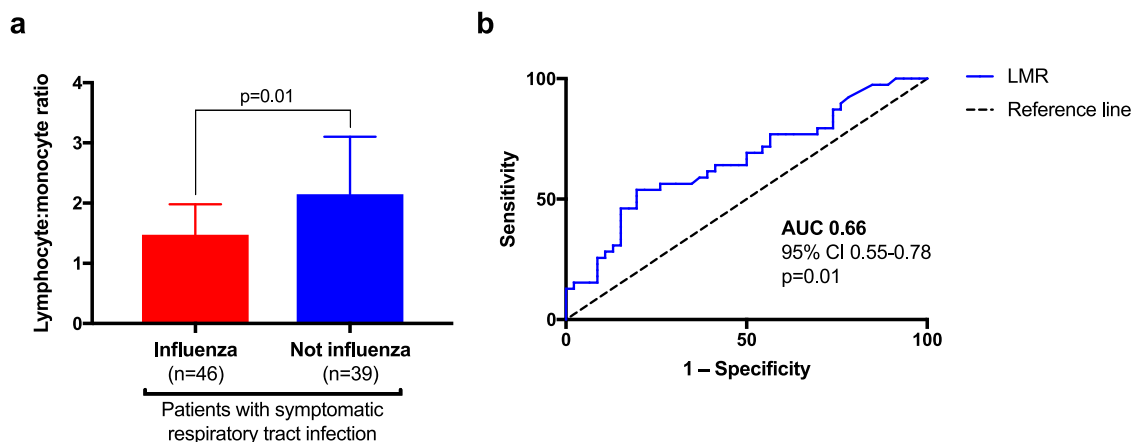 a
Lymphocyte:monocyte ratio
4
3
2
1
0
p=0.01
Influenza
(n=46)
Not influenza
(n=39)
Patients with symptomatic
respiratory tract infection
b
Sensitivity
100
50
0
0
50
100
1 – Specificity
AUC 0.66
95% CI 0.55-0.78
p=0.01
LMR
Reference line